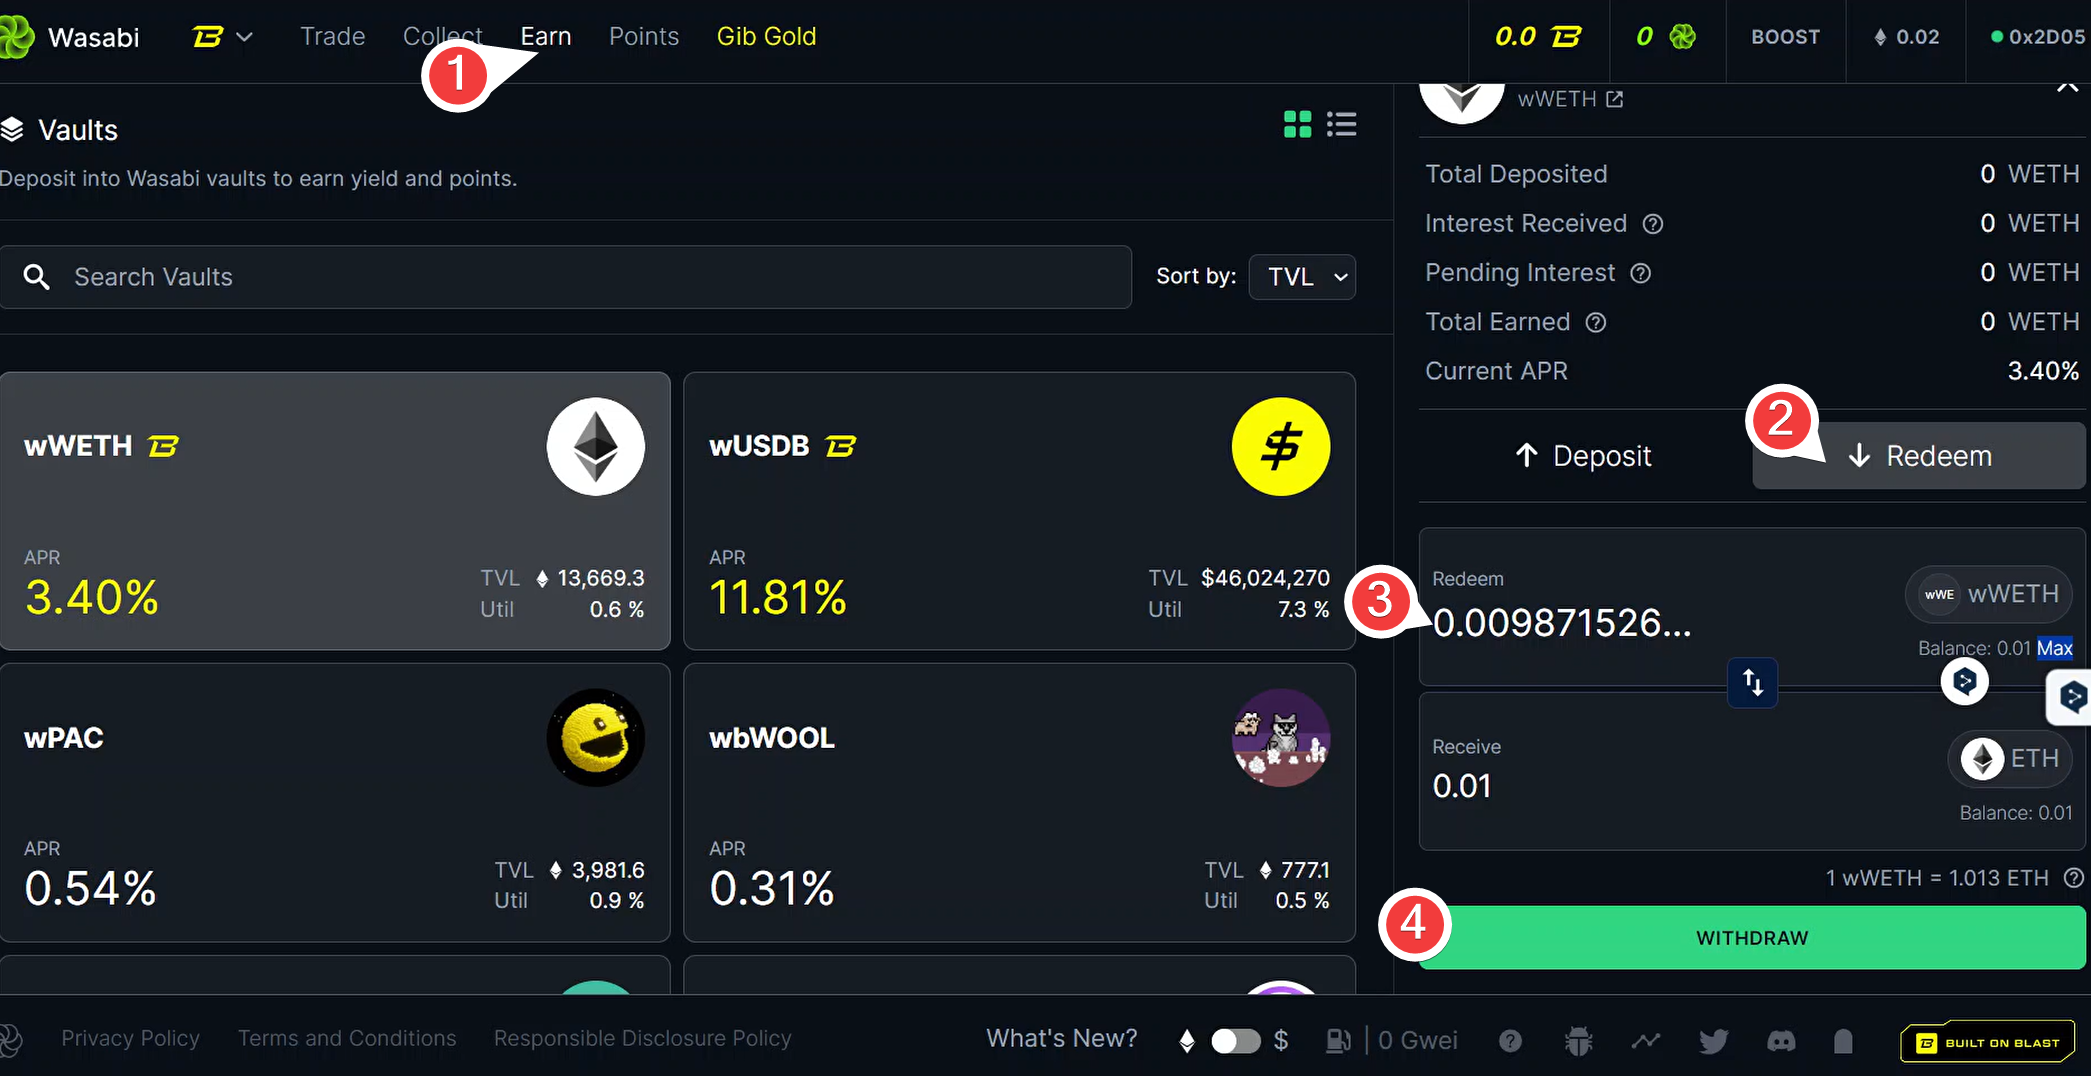 Wasabi
Trade
Collect
Earn
Points
Gib Gold
0.0
0
BOOST
0.02
0x2D05
1
Vaults
Deposit into Wasabi vaults to earn yield and points.
Search Vaults
Sort by:
TVL
wWETH
APR
3.40%
TVL 13,669.3
Util 0.6 %
wUSDB
APR
11.81%
TVL $46,024,270
Util 7.3 %
wPAC
APR
0.54%
TVL 3,981.6
Util 0.9 %
wbWOOL
APR
0.31%
TVL 777.1
Util 0.5 %
wWETH
Total Deposited 0 WETH
Interest Received 0 WETH
Pending Interest 0 WETH
Total Earned 0 WETH
Current APR 3.40%
2
Deposit
Redeem
3
Redeem
0.009871526...
wWE wWETH
Balance: 0.01 Max
Receive
0.01
ETH
Balance: 0.01
1 wWETH = 1.013 ETH
4
WITHDRAW
Privacy Policy
Terms and Conditions
Responsible Disclosure Policy
What's New?
$
0 Gwei
BUILT ON BLAST